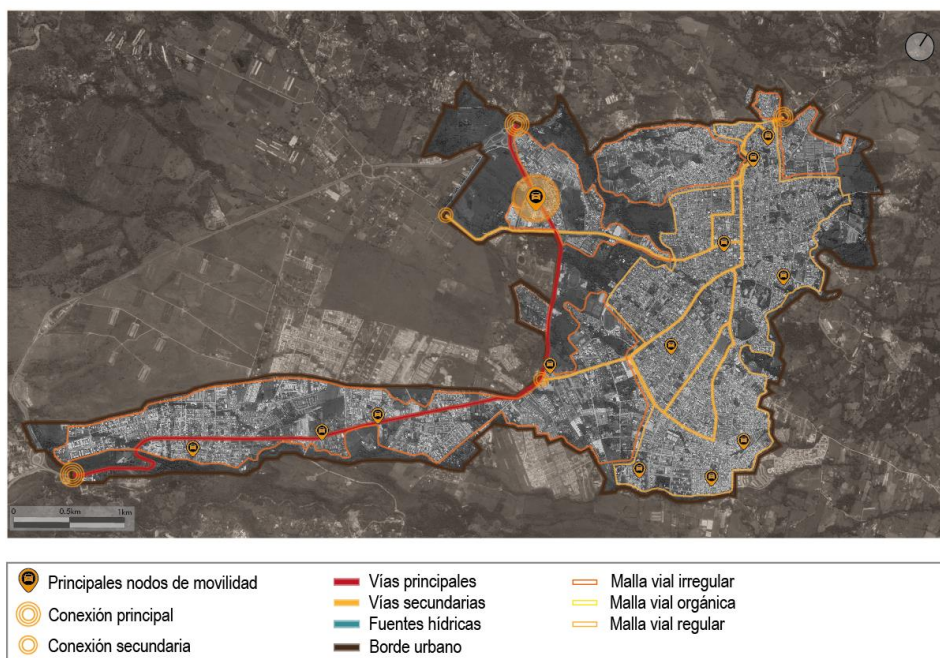 0 0.5km 1km
Principales nodos de movilidad
Conexión principal
Conexión secundaria
Vías principales
Vías secundarias
Fuentes hídricas
Borde urbano
Malla vial irregular
Malla vial orgánica
Malla vial regular